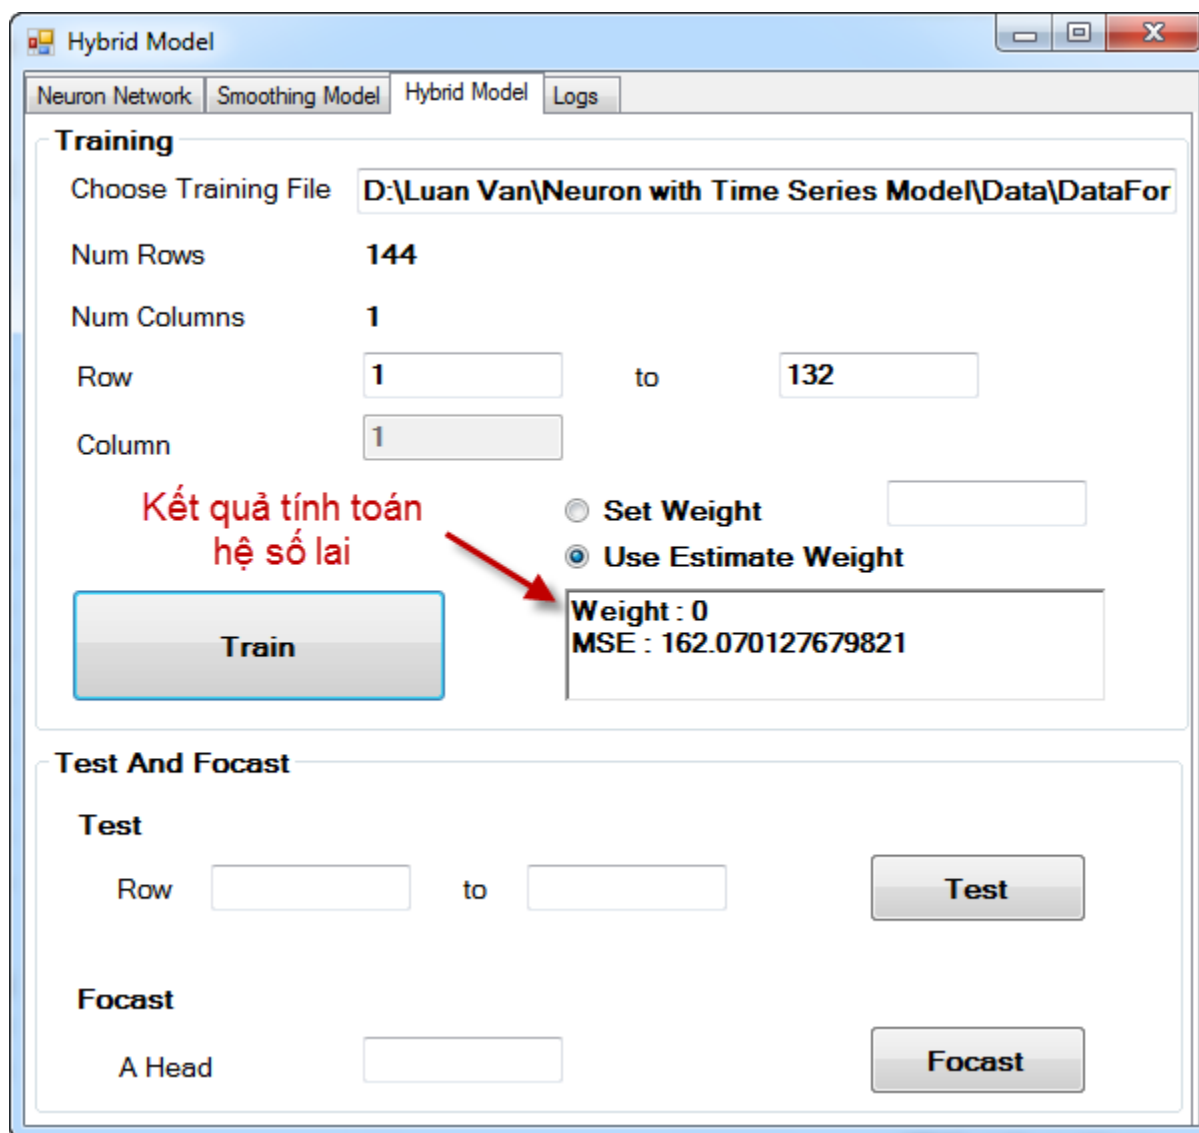 Hybrid Model
Neuron Network Smoothing Model Hybrid Model Logs
Training
Choose Training File D:\Luan Van\Neuron with Time Series Model\Data\DataFor
Num Rows 144
Num Columns 1
Row 1 to 132
Column 1
Kết quả tính toán
hệ số lai
Set Weight
Use Estimate Weight
Train
Weight : 0
MSE : 162.070127679821
Test And Focast
Test
Row to Test
Focast
A Head Focast